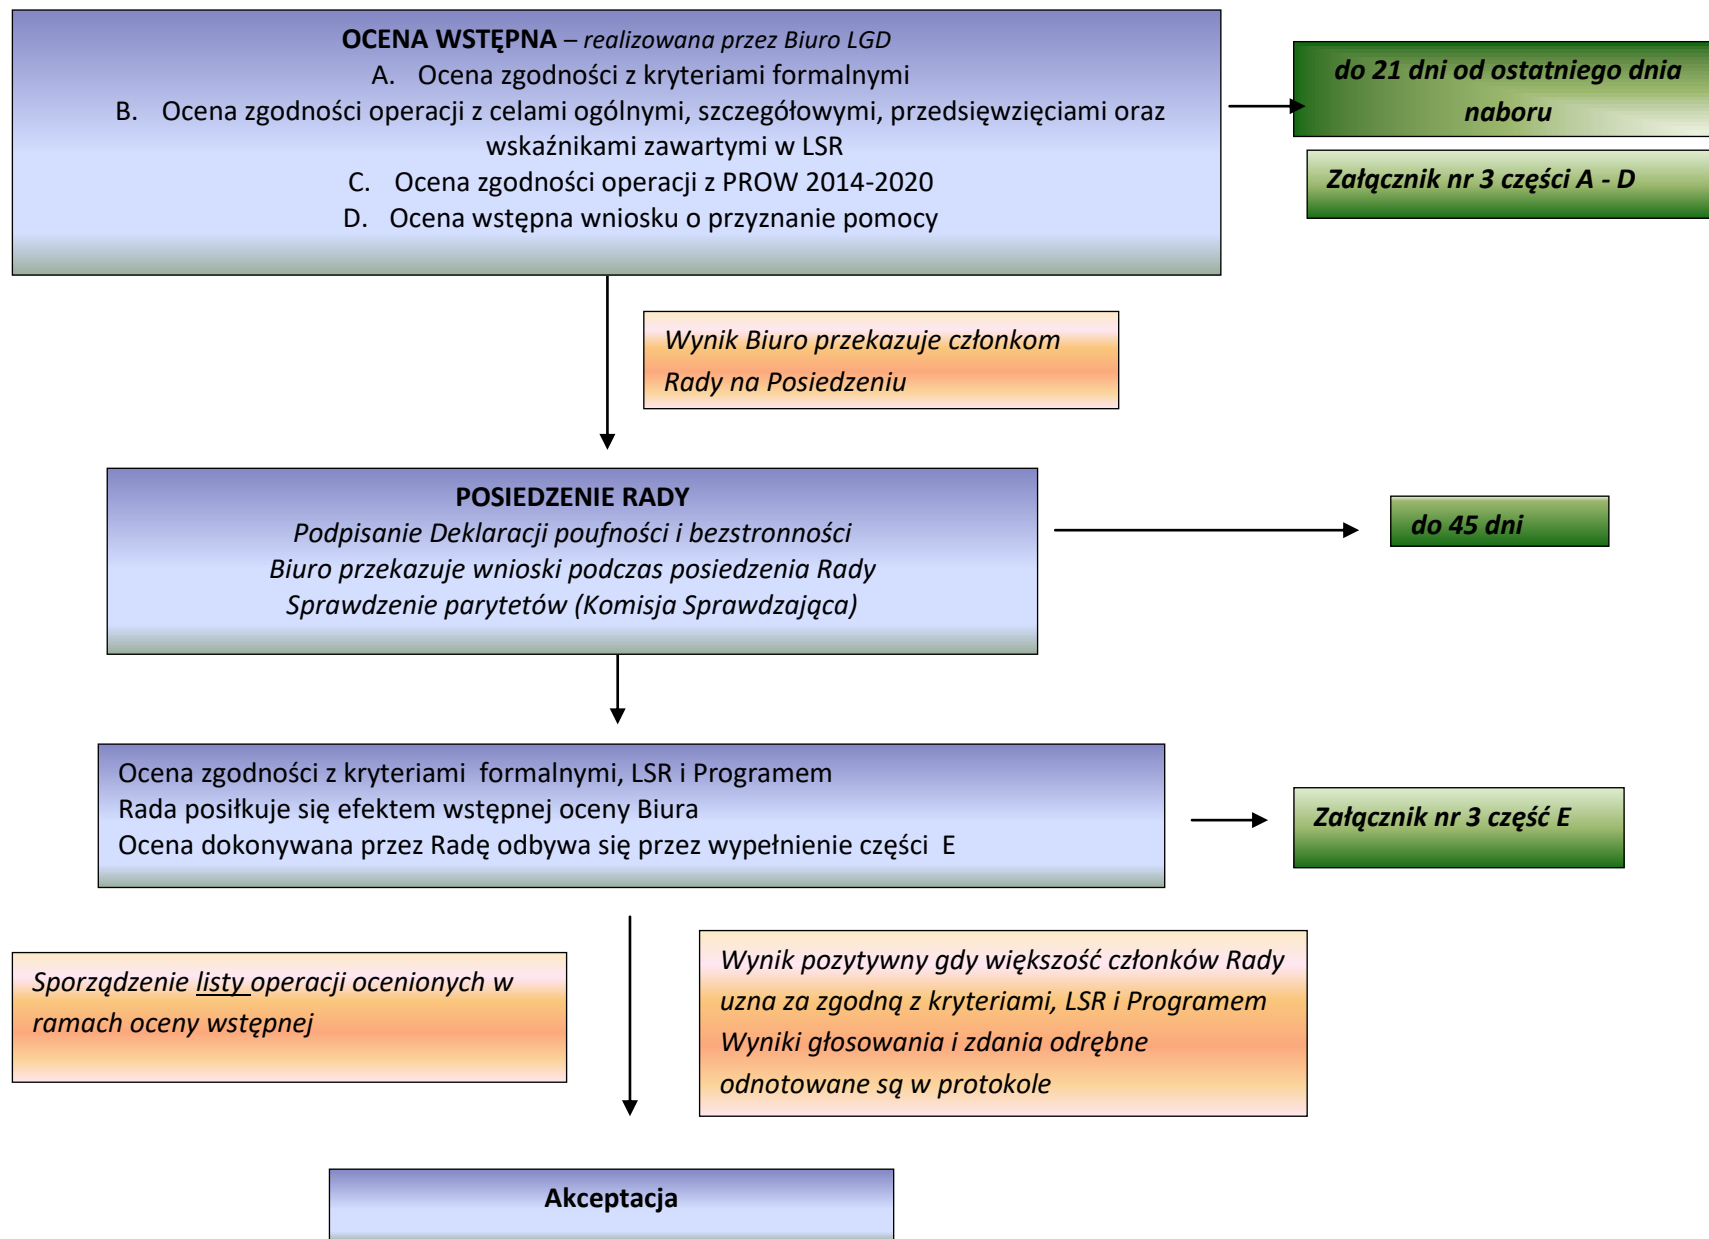 OCENA WSTĘPNA – realizowana przez Biuro LGD
A. Ocena zgodności z kryteriami formalnymi
B. Ocena zgodności operacji z celami ogólnymi, szczegółowymi, przedsięwzięciami oraz
wskaźnikami zawartymi w LSR
C. Ocena zgodności operacji z PROW 2014-2020
D. Ocena wstępna wniosku o przyznanie pomocy
do 21 dni od ostatniego dnia
naboru
Załącznik nr 3 części A - D
Wynik Biuro przekazuje członkom
Rady na Posiedzeniu
POSIEDZENIE RADY
Podpisanie Deklaracji poufności i bezstronności
Biuro przekazuje wnioski podczas posiedzenia Rady
Sprawdzenie parytetów (Komisja Sprawdzająca)
do 45 dni
Ocena zgodności z kryteriami formalnymi, LSR i Programem
Rada posiłkuje się efektem wstępnej oceny Biura
Ocena dokonywana przez Radę odbywa się przez wypełnienie części E
Załącznik nr 3 część E
Sporządzenie listy operacji ocenionych w
ramach oceny wstępnej
Wynik pozytywny gdy większość członków Rady
uzna za zgodną z kryteriami, LSR i Programem
Wyniki głosowania i zdania odrębne
odnotowane są w protokole
Akceptacja